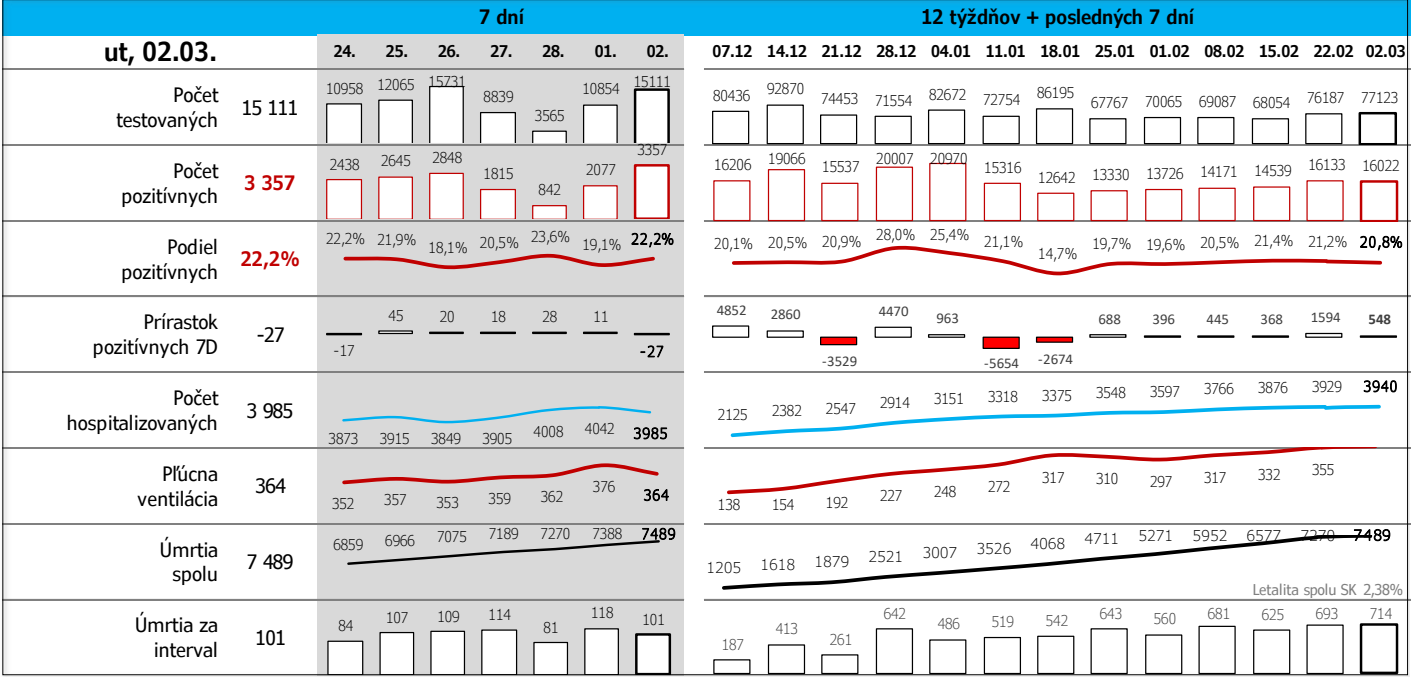 7 dní 12 týždňov + posledných 7 dní
ut, 02.03. 24. 25. 26. 27. 28. 01. 02. 07.12 14.12 21.12 28.12 04.01 11.01 18.01 25.01 01.02 08.02 15.02 22.02 02.03
Počet testovaných 15 111 10958 12065 15731 8839 3565 10854 15111 80436 92870 74453 71554 82672 72754 86195 67767 70065 69087 68054 76187 77123
Počet pozitívnych 3 357 2438 2645 2848 1815 842 2077 3357 16206 19066 15537 20007 20970 15316 12642 13330 13726 14171 14539 16133 16022
Podiel pozitívnych 22,2% 22,2% 21,9% 18,1% 20,5% 23,6% 19,1% 22,2% 20,1% 20,5% 20,9% 28,0% 25,4% 21,1% 14,7% 19,7% 19,6% 20,5% 21,4% 21,2% 20,8%
Prírastok pozitívnych 7D -27 -17 45 20 18 28 11 -27 4852 2860 -3529 4470 963 -5654 -2674 688 396 445 368 1594 548
Počet hospitalizovaných 3 985 3873 3915 3849 3905 4008 4042 3985 2125 2382 2547 2914 3151 3318 3375 3548 3597 3766 3876 3929 3940
Pľúcna ventilácia 364 352 357 353 359 362 376 364 138 154 192 227 248 272 317 310 297 317 332 355
Úmrtia spolu 7 489 6859 6966 7075 7189 7270 7388 7489 1205 1618 1879 2521 3007 3526 4068 4711 5271 5952 6577 7270 7489
Letalita spolu SK 2,38%
Úmrtia za interval 101 84 107 109 114 81 118 101 187 413 261 642 486 519 542 643 560 681 625 693 714